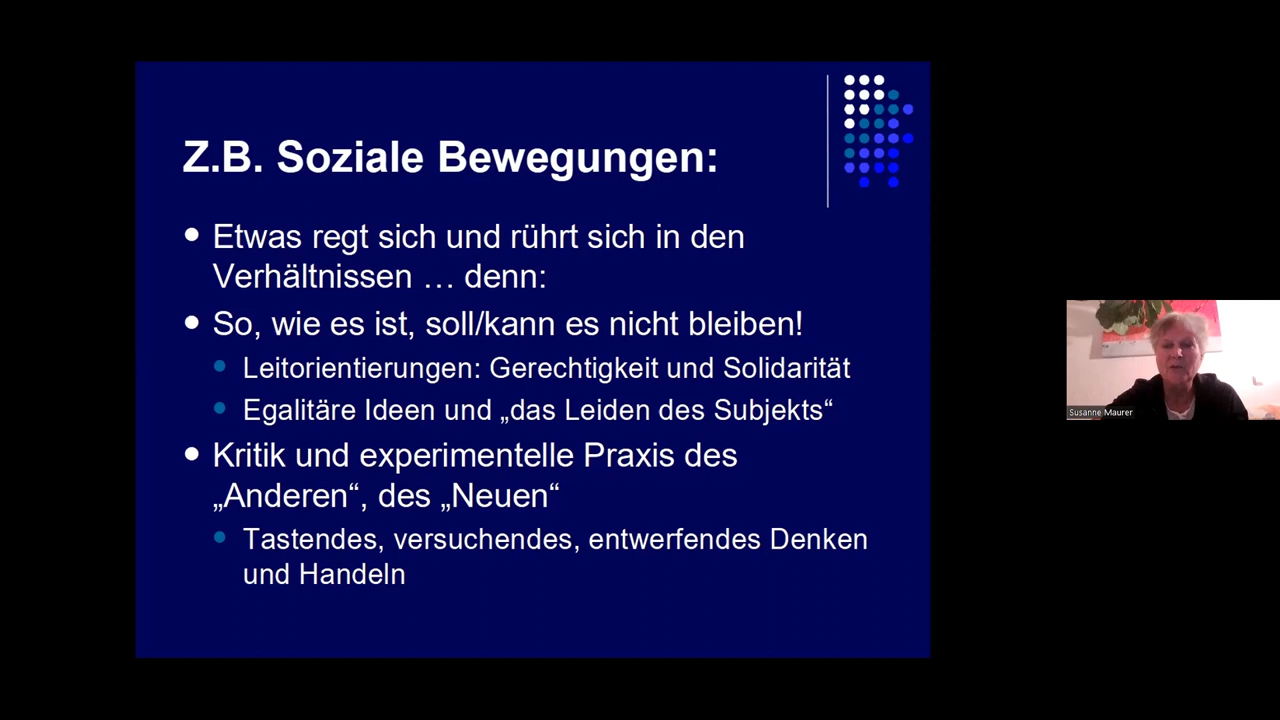 Z.B. Soziale Bewegungen:
Etwas regt sich und rührt sich in den
Verhältnissen … denn:
So, wie es ist, soll/kann es nicht bleiben!
Leitorientierungen: Gerechtigkeit und Solidarität
Egalitäre Ideen und „das Leiden des Subjekts“
Kritik und experimentelle Praxis des
„Anderen“, des „Neuen“
Tastendes, versuchendes, entwerfendes Denken
und Handeln
Susanne Maurer